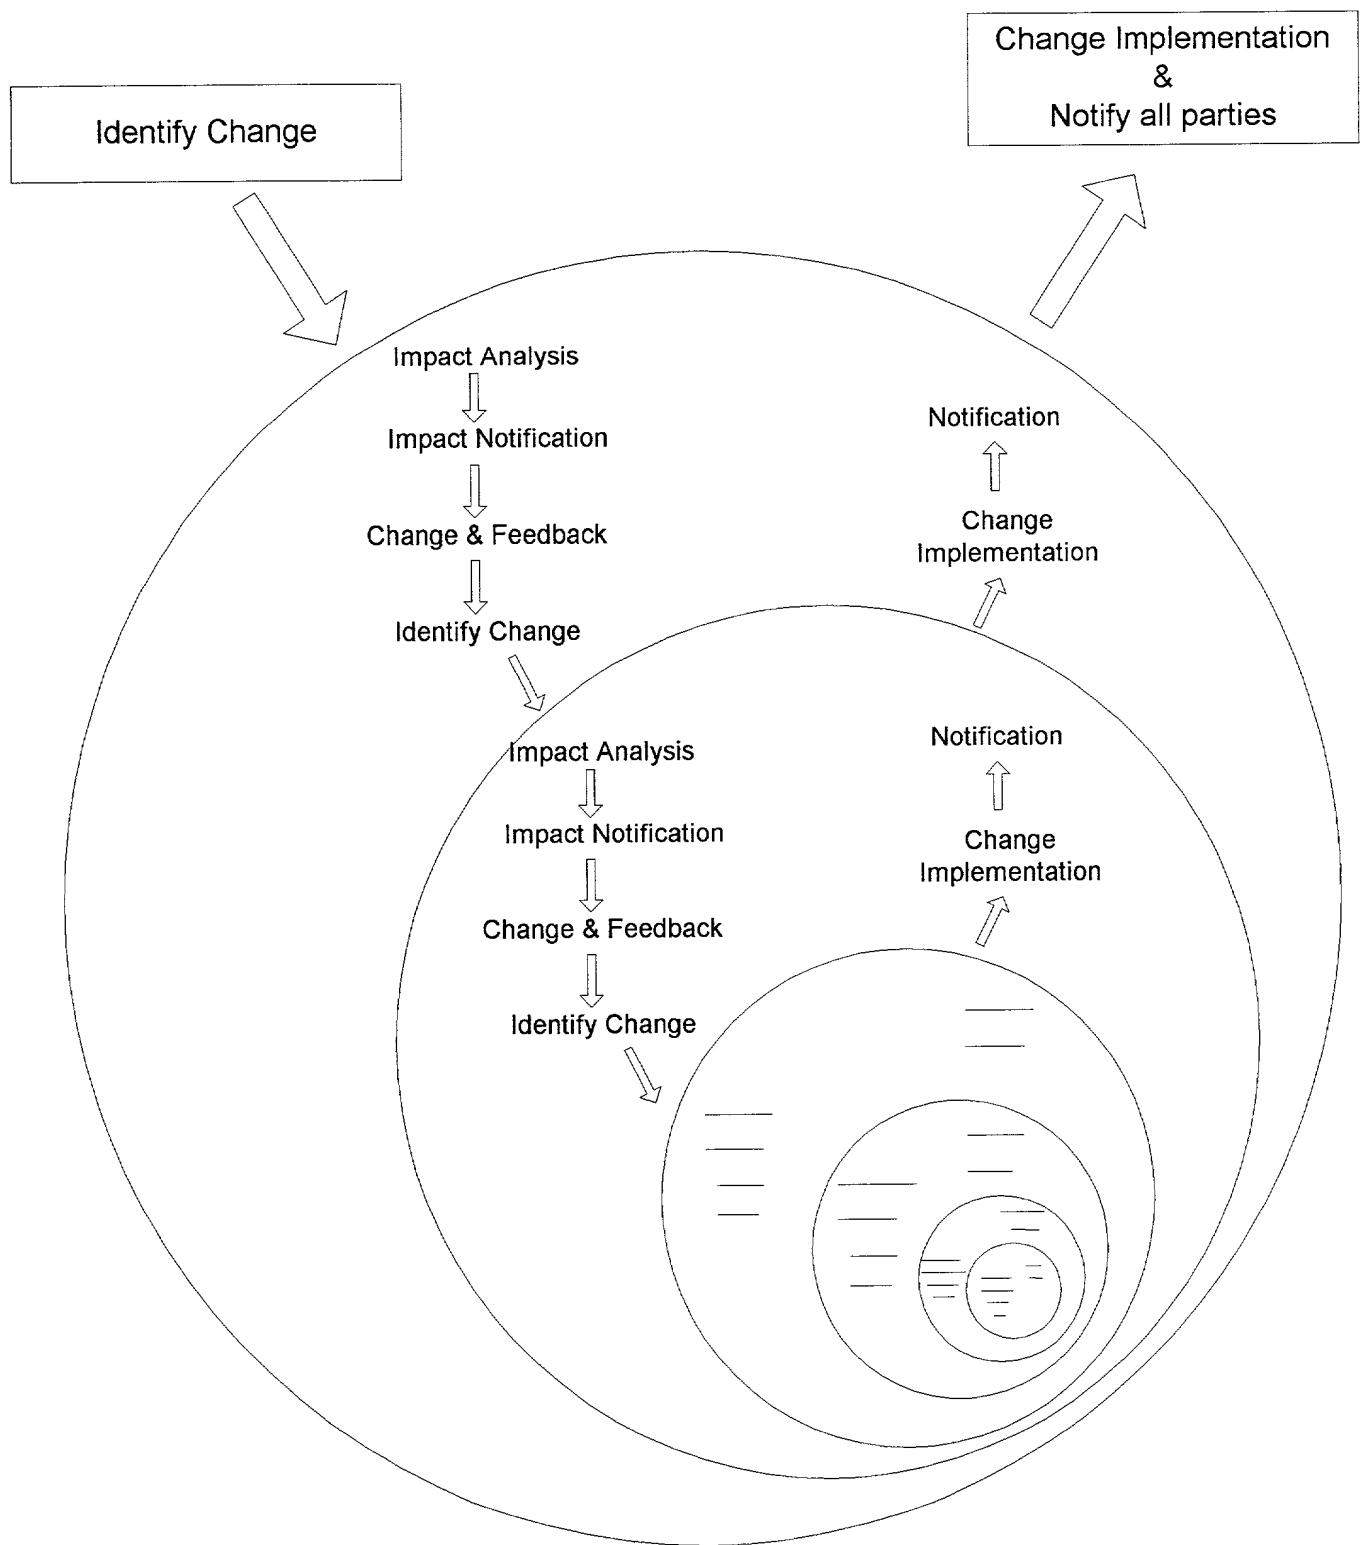 Identify Change
Change Implementation
&
Notify all parties
Impact Analysis
Impact Notification
Change & Feedback
Identify Change
Notification
Change
Implementation
Impact Analysis
Impact Notification
Change & Feedback
Identify Change
Notification
Change
Implementation